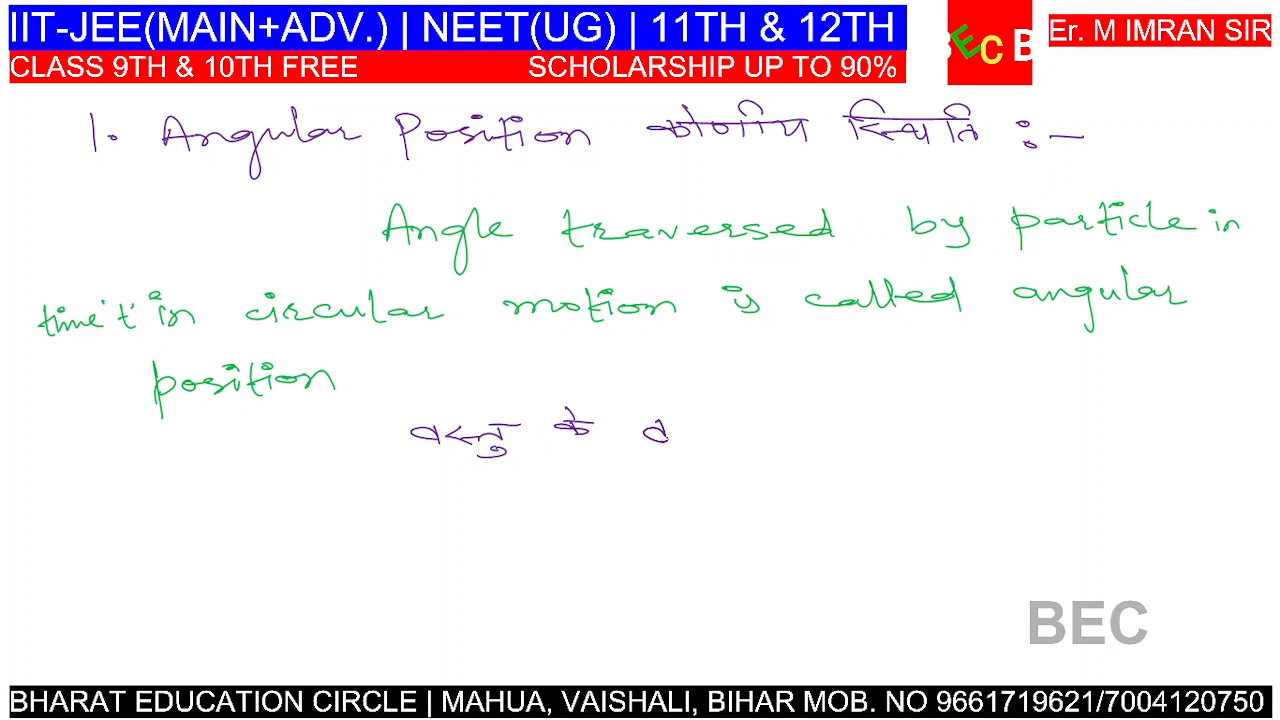 IIT-JEE(MAIN+ADV.) | NEET(UG) | 11TH & 12TH
Er. M IMRAN SIR
CLASS 9TH & 10TH FREE SCHOLARSHIP UP TO 90%
BEC B
1. Angular Position कोणीय स्थिति :-
Angle traversed by particle in
time 't' in circular motion is called angular
position
वस्तु के व
BEC
BHARAT EDUCATION CIRCLE | MAHUA, VAISHALI, BIHAR MOB. NO 9661719621/7004120750